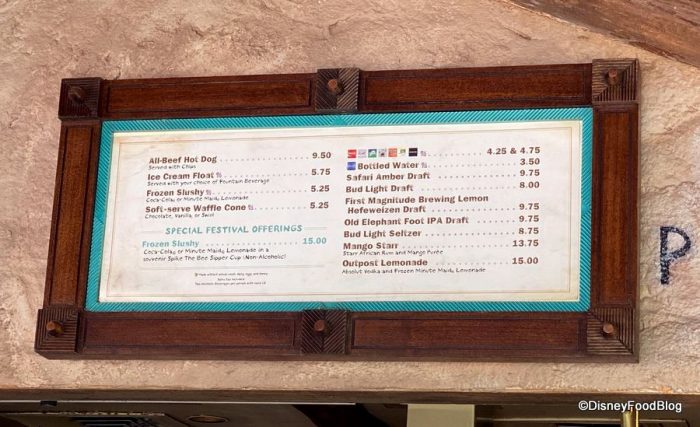 All-Beef Hot Dog 9.50
Served with Chips
Ice Cream Float 5.75
Served with your choice of Fountain Beverage
Frozen Slushy 5.25
Coca-Cola, or Minute Maid, Lemonade
Soft-serve Waffle Cone 5.25
Chocolate, Vanilla, or Swirl
SPECIAL FESTIVAL OFFERINGS
Frozen Slushy 15.00
Coca-Cola, or Minute Maid, Lemonade in a
souvenir Spike The Bee Sipper Cup (Non-Alcoholic)
4.25 & 4.75
Bottled Water 3.50
Safari Amber Draft 9.75
Bud Light Draft 8.00
First Magnitude Brewing Lemon
Hefeweizen Draft 9.75
Old Elephant Foot IPA Draft 9.75
Bud Light Seltzer 8.75
Mango Starr 13.75
Starr African Rum and Mango Purée
Outpost Lemonade 15.00
Absolut Vodka and Frozen Minute Maid, Lemonade
P
©DisneyFoodBlog